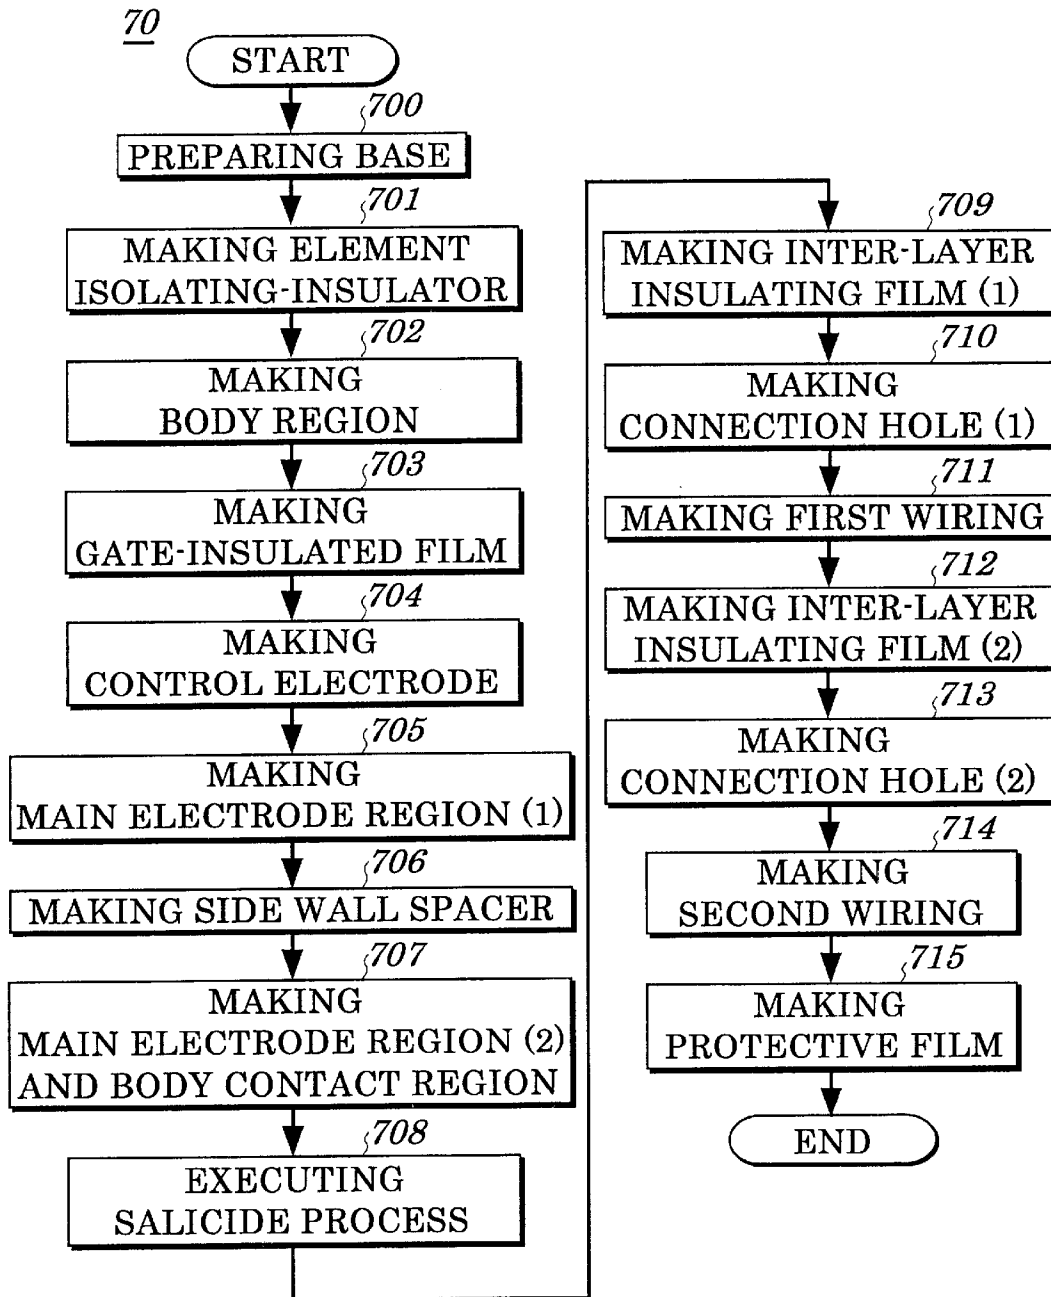 70
START
700
PREPARING BASE
701
MAKING ELEMENT
ISOLATING-INSULATOR
702
MAKING
BODY REGION
703
MAKING
GATE-INSULATED FILM
704
MAKING
CONTROL ELECTRODE
705
MAKING
MAIN ELECTRODE REGION (1)
706
MAKING SIDE WALL SPACER
707
MAKING
MAIN ELECTRODE REGION (2)
AND BODY CONTACT REGION
708
EXECUTING
SALICIDE PROCESS
709
MAKING INTER-LAYER
INSULATING FILM (1)
710
MAKING
CONNECTION HOLE (1)
711
MAKING FIRST WIRING
712
MAKING INTER-LAYER
INSULATING FILM (2)
713
MAKING
CONNECTION HOLE (2)
714
MAKING
SECOND WIRING
715
MAKING
PROTECTIVE FILM
END